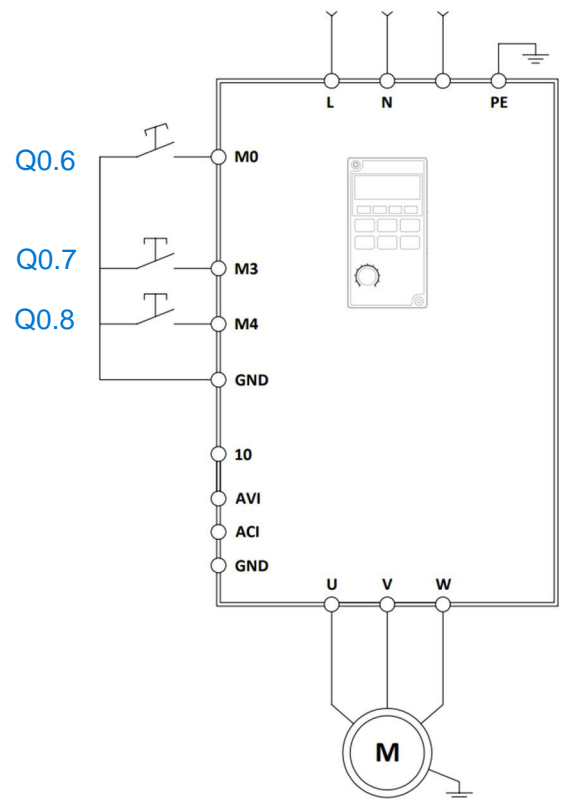 L N PE
Q0.6 M0
Q0.7 M3
Q0.8 M4
GND
10
AVI
ACI
GND
U V W
M